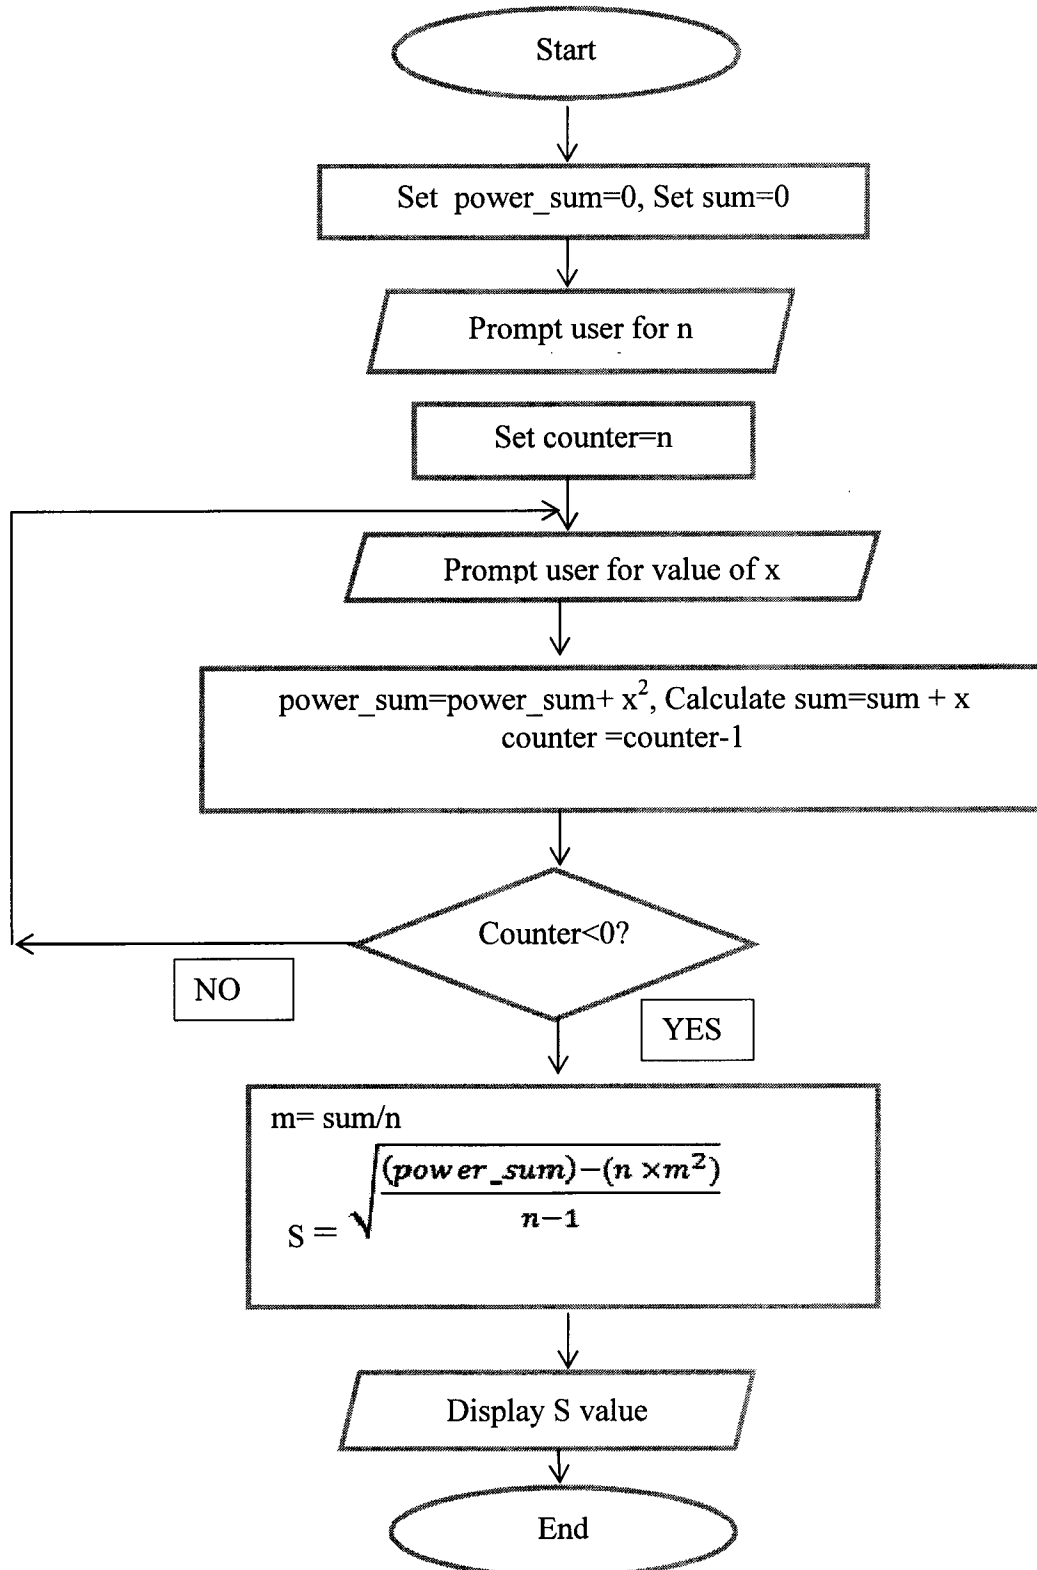 Start
Set power_sum=0, Set sum=0
Prompt user for n
Set counter=n
Prompt user for value of x
power_sum=power_sum+ x², Calculate sum=sum + x
counter =counter-1
Counter<0?
NO
YES
m= sum/n
S = √((power_sum)−(n ×m²)/n−1)
Display S value
End